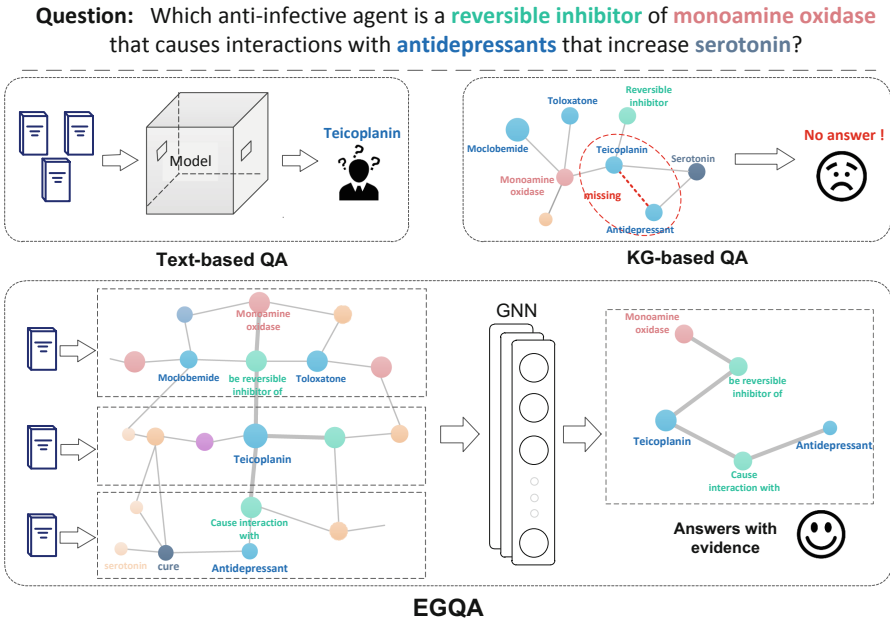 Question: Which anti-infective agent is a reversible inhibitor of monoamine oxidase
that causes interactions with antidepressants that increase serotonin?
Model
Teicoplanin
? ? ? ? ?
Text-based QA
Reversible
inhibitor
Toloxatone
Moclobemide
Teicoplanin
Serotonin
Monoamine
oxidase
missing
Antidepressant
No answer !
KG-based QA
Monoamine
oxidase
Moclobemide
be reversible
inhibitor of
Toloxatone
Teicoplanin
Cause interaction
with
serotonin
cure
Antidepressant
GNN
Monoamine
oxidase
be reversible
inhibitor of
Teicoplanin
Antidepressant
Cause
interaction with
Answers with
evidence
EGQA